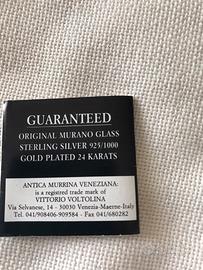 GUARANTEED
ORIGINAL MURANO GLASS
STERLING SILVER 925/1000
GOLD PLATED 24 KARATS
ANTICA MURRINA VENEZIANA:
is a registred trade mark of
VITTORIO VOLTOLINA
Via Selvanese, 14 - 30030 Venezia-Maerne-Italy
Tel. 041/908406-909584 - Fax 041/680282